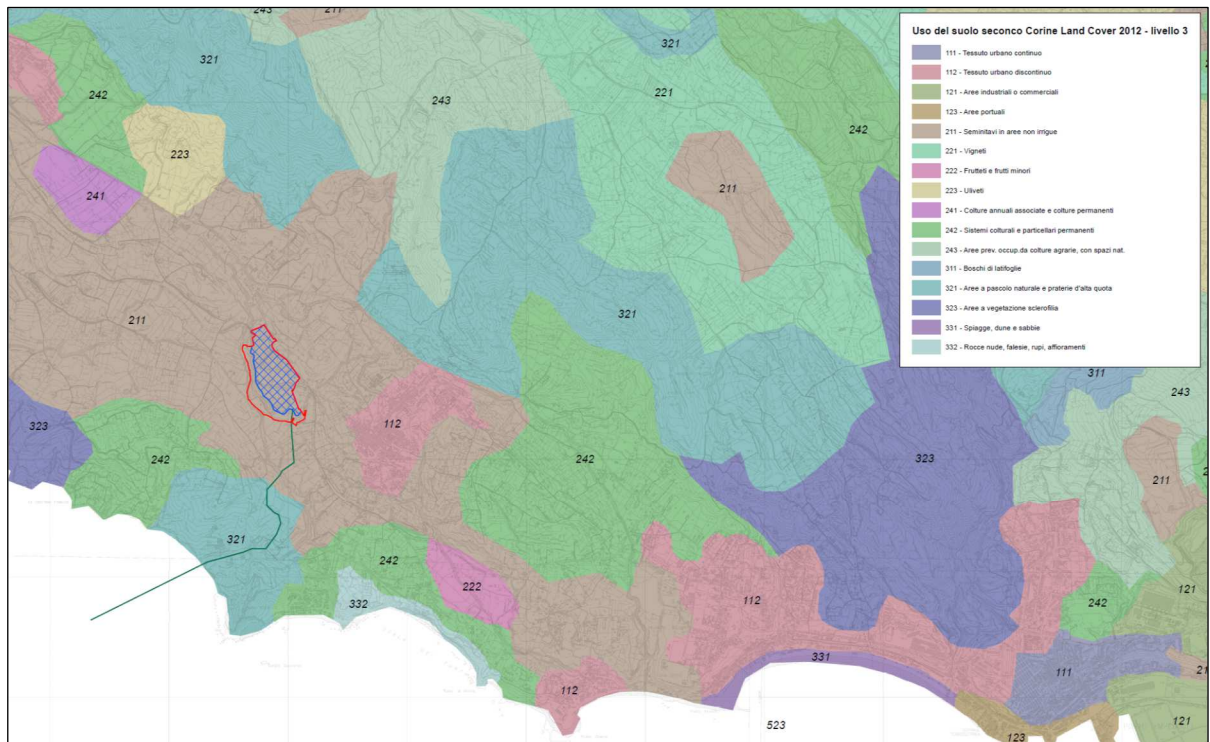 243
211
321
321
242
243
221
242
223
241
211
211
321
323
242
112
242
323
311
243
211
321
242
222
332
112
331
112
242
121
111
121
123
523
Uso del suolo seconco Corine Land Cover 2012 - livello 3
111 - Tessuto urbano continuo
112 - Tessuto urbano discontinuo
121 - Aree industriali o commerciali
123 - Aree portuali
211 - Seminitavi in aree non irrigue
221 - Vigneti
222 - Frutteti e frutti minori
223 - Uliveti
241 - Colture annuali associate e colture permanenti
242 - Sistemi colturali e particellari permanenti
243 - Aree prev. occup.da colture agrarie, con spazi nat.
311 - Boschi di latifoglie
321 - Aree a pascolo naturale e praterie d'alta quota
323 - Aree a vegetazione sclerofilia
331 - Spiagge, dune e sabbie
332 - Rocce nude, falesie, rupi, affioramenti